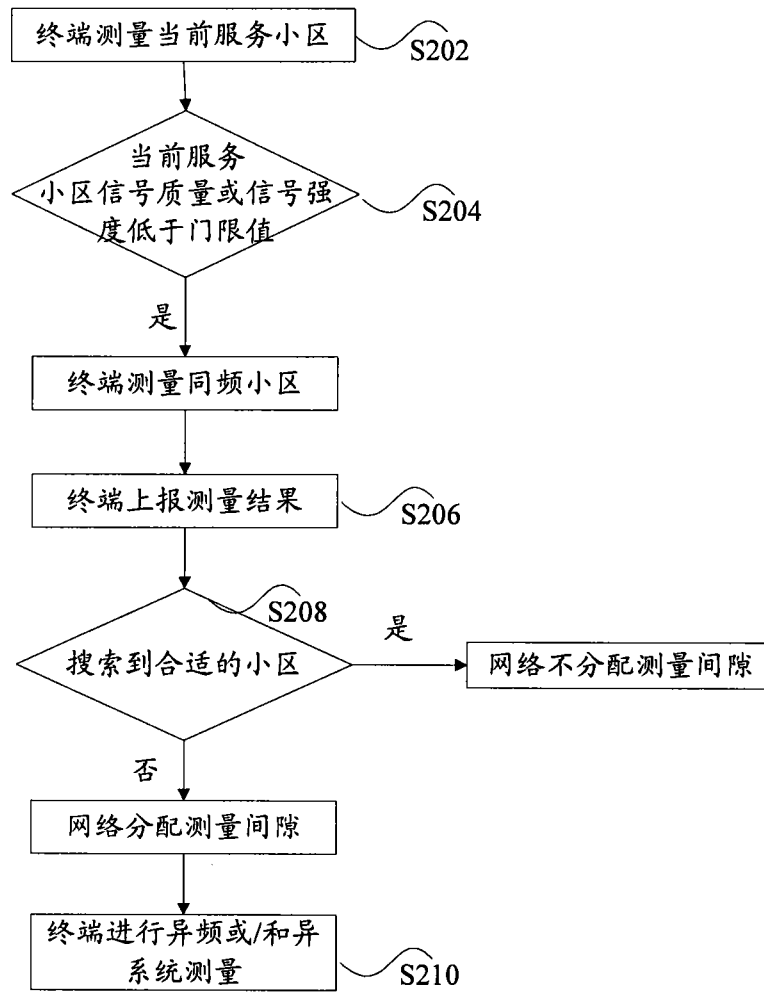 终端测量当前服务小区
S202
当前服务
小区信号质量或信号强
度低于门限值
S204
是
终端测量同频小区
终端上报测量结果
S206
S208
搜索到合适的小区
是
网络不分配测量间隙
否
网络分配测量间隙
终端进行异频或/和异
系统测量
S210